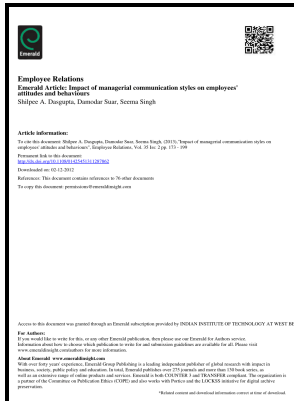 Emerald
Employee Relations
Emerald Article: Impact of managerial communication styles on employees'
attitudes and behaviours
Shilpee A. Dasgupta, Damodar Suar, Seema Singh
Article information:
To cite this document: Shilpee A. Dasgupta, Damodar Suar, Seema Singh, (2013),"Impact of managerial communication styles on
employees' attitudes and behaviours", Employee Relations, Vol. 35 Iss: 2 pp. 173 - 199
Permanent link to this document:
http://dx.doi.org/10.1108/01425451311287862
Downloaded on: 02-12-2012
References: This document contains references to 76 other documents
To copy this document: permissions@emeraldinsight.com
Access to this document was granted through an Emerald subscription provided by INDIAN INSTITUTE OF TECHNOLOGY AT WEST BE
For Authors:
If you would like to write for this, or any other Emerald publication, then please use our Emerald for Authors service.
Information about how to choose which publication to write for and submission guidelines are available for all. Please visit
www.emeraldinsight.com/authors for more information.
About Emerald www.emeraldinsight.com
With over forty years' experience, Emerald Group Publishing is a leading independent publisher of global research with impact in
business, society, public policy and education. In total, Emerald publishes over 275 journals and more than 130 book series, as
well as an extensive range of online products and services. Emerald is both COUNTER 3 and TRANSFER compliant. The organization is
a partner of the Committee on Publication Ethics (COPE) and also works with Portico and the LOCKSS initiative for digital archive
preservation.
*Related content and download information correct at time of download.